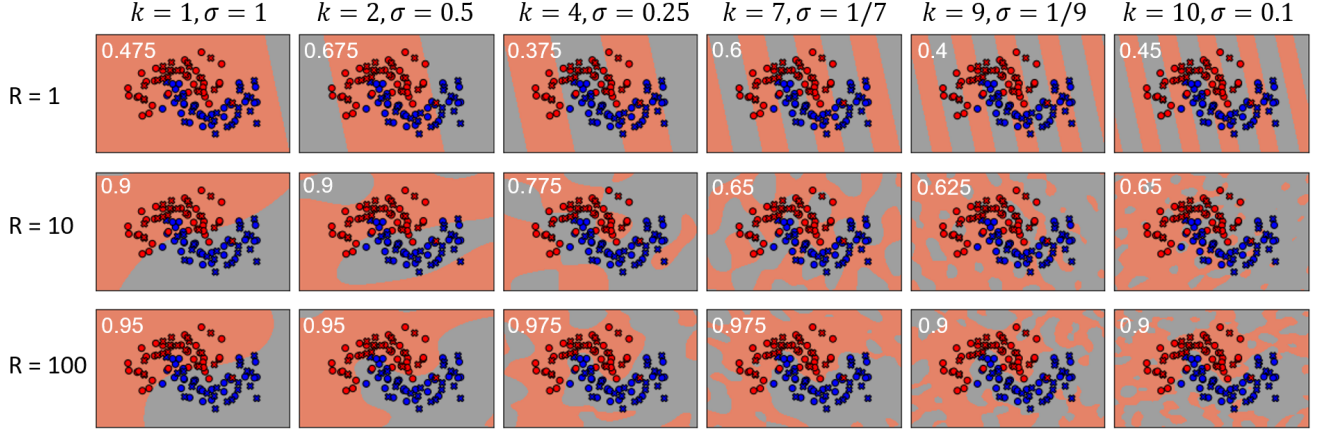 k = 1, σ = 1 k = 2, σ = 0.5 k = 4, σ = 0.25 k = 7, σ = 1/7 k = 9, σ = 1/9 k = 10, σ = 0.1
R = 1 0.475 0.675 0.375 0.6 0.4 0.45
R = 10 0.9 0.9 0.775 0.65 0.625 0.65
R = 100 0.95 0.95 0.975 0.975 0.9 0.9